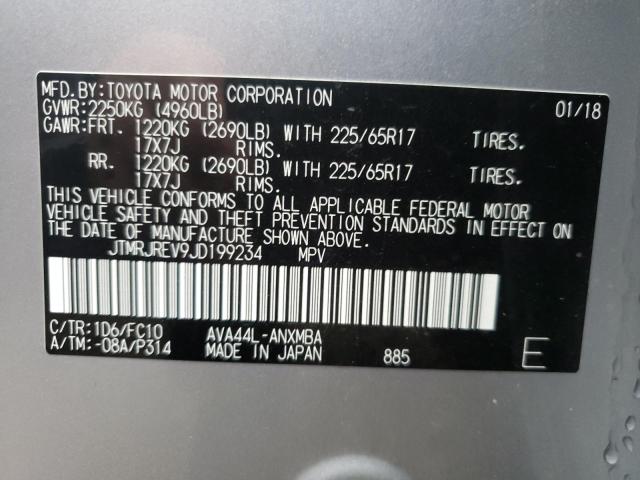 MFD. BY: TOYOTA MOTOR CORPORATION 01/18
GVWR: 2250KG (4960LB)
GAWR: FRT. 1220KG (2690LB) WITH 225/65R17 TIRES.
17X7J RIMS.
RR. 1220KG (2690LB) WITH 225/65R17 TIRES.
17X7J RIMS.
THIS VEHICLE CONFORMS TO ALL APPLICABLE FEDERAL MOTOR
VEHICLE SAFETY AND THEFT PREVENTION STANDARDS IN EFFECT ON
THE DATE OF MANUFACTURE SHOWN ABOVE.
JTMRJREV9JD199234 MPV
C/TR: 1D6/FC10 AVA44L-ANXMBA
A/TM: -08A/P314 MADE IN JAPAN 885 E